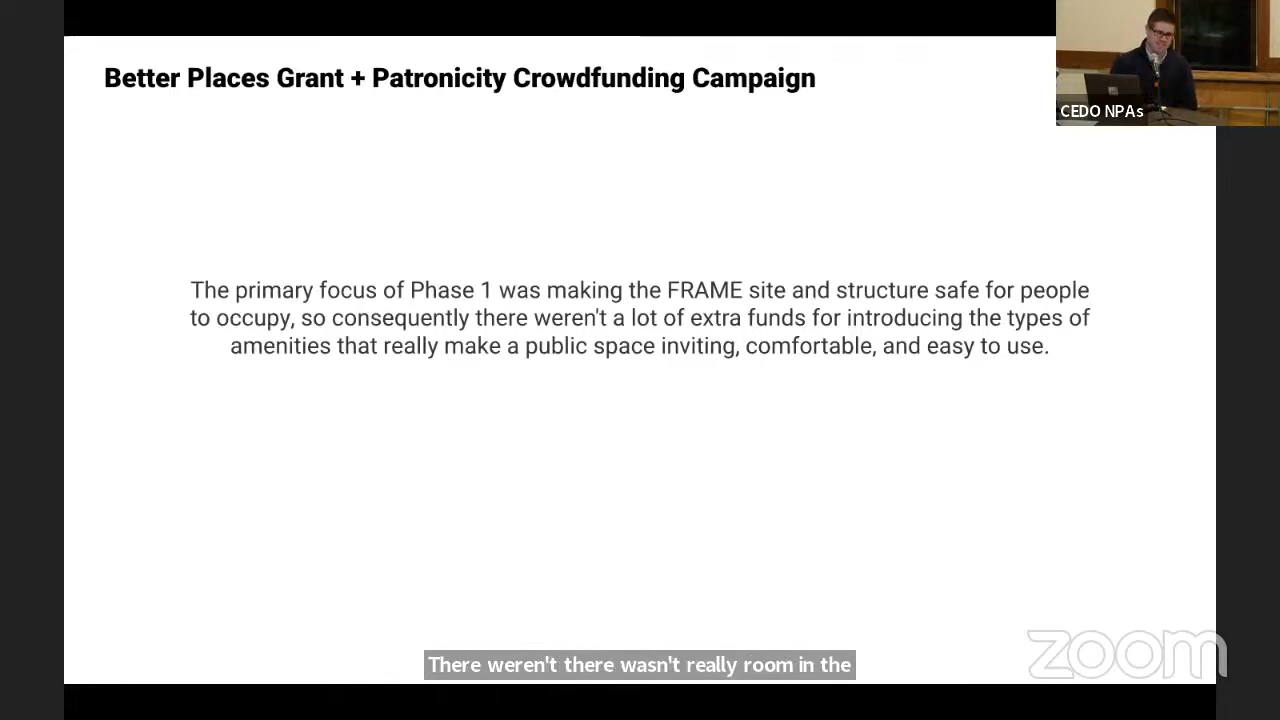 Better Places Grant + Patronicity Crowdfunding Campaign
CEDO NPAs
The primary focus of Phase 1 was making the FRAME site and structure safe for people
to occupy, so consequently there weren't a lot of extra funds for introducing the types of
amenities that really make a public space inviting, comfortable, and easy to use.
There weren't there wasn't really room in the
zoom